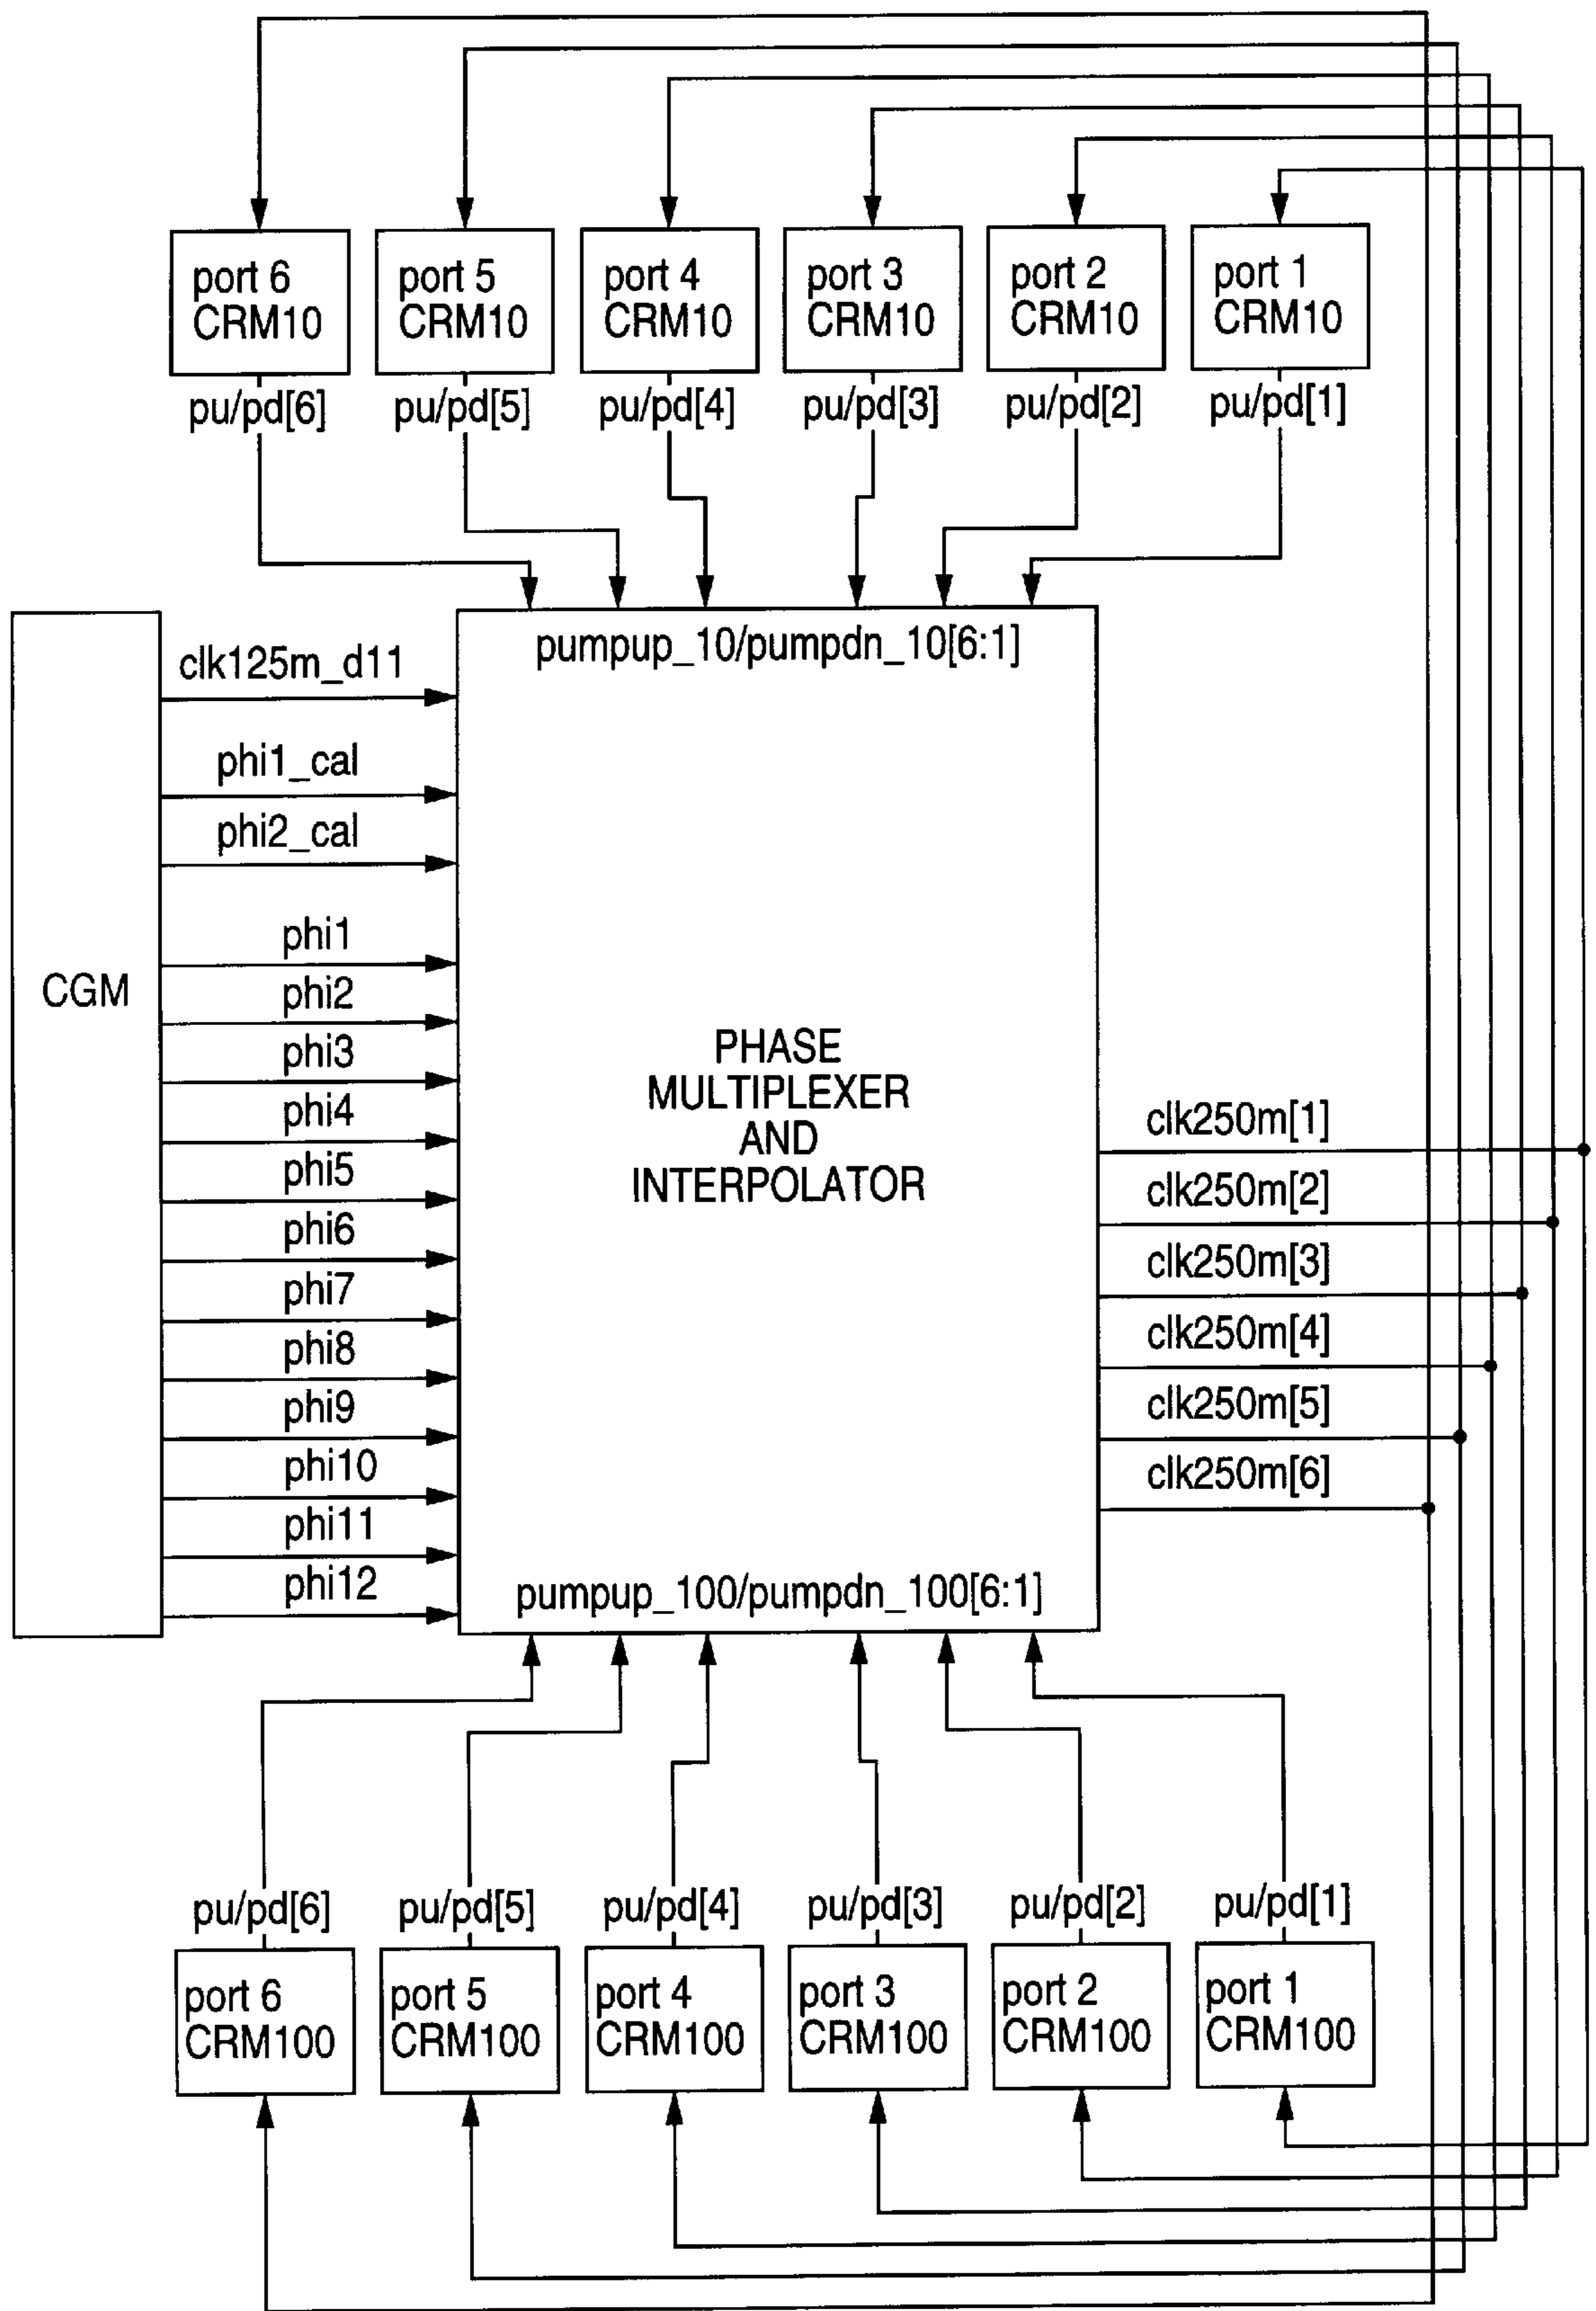 port 6
CRM10
port 5
CRM10
port 4
CRM10
port 3
CRM10
port 2
CRM10
port 1
CRM10
pu/pd[6]
pu/pd[5]
pu/pd[4]
pu/pd[3]
pu/pd[2]
pu/pd[1]
pumpup_10/pumpdn_10[6:1]
CGM
clk125m_d11
phi1_cal
phi2_cal
phi1
phi2
phi3
phi4
phi5
phi6
phi7
phi8
phi9
phi10
phi11
phi12
PHASE
MULTIPLEXER
AND
INTERPOLATOR
clk250m[1]
clk250m[2]
clk250m[3]
clk250m[4]
clk250m[5]
clk250m[6]
pumpup_100/pumpdn_100[6:1]
pu/pd[6]
pu/pd[5]
pu/pd[4]
pu/pd[3]
pu/pd[2]
pu/pd[1]
port 6
CRM100
port 5
CRM100
port 4
CRM100
port 3
CRM100
port 2
CRM100
port 1
CRM100